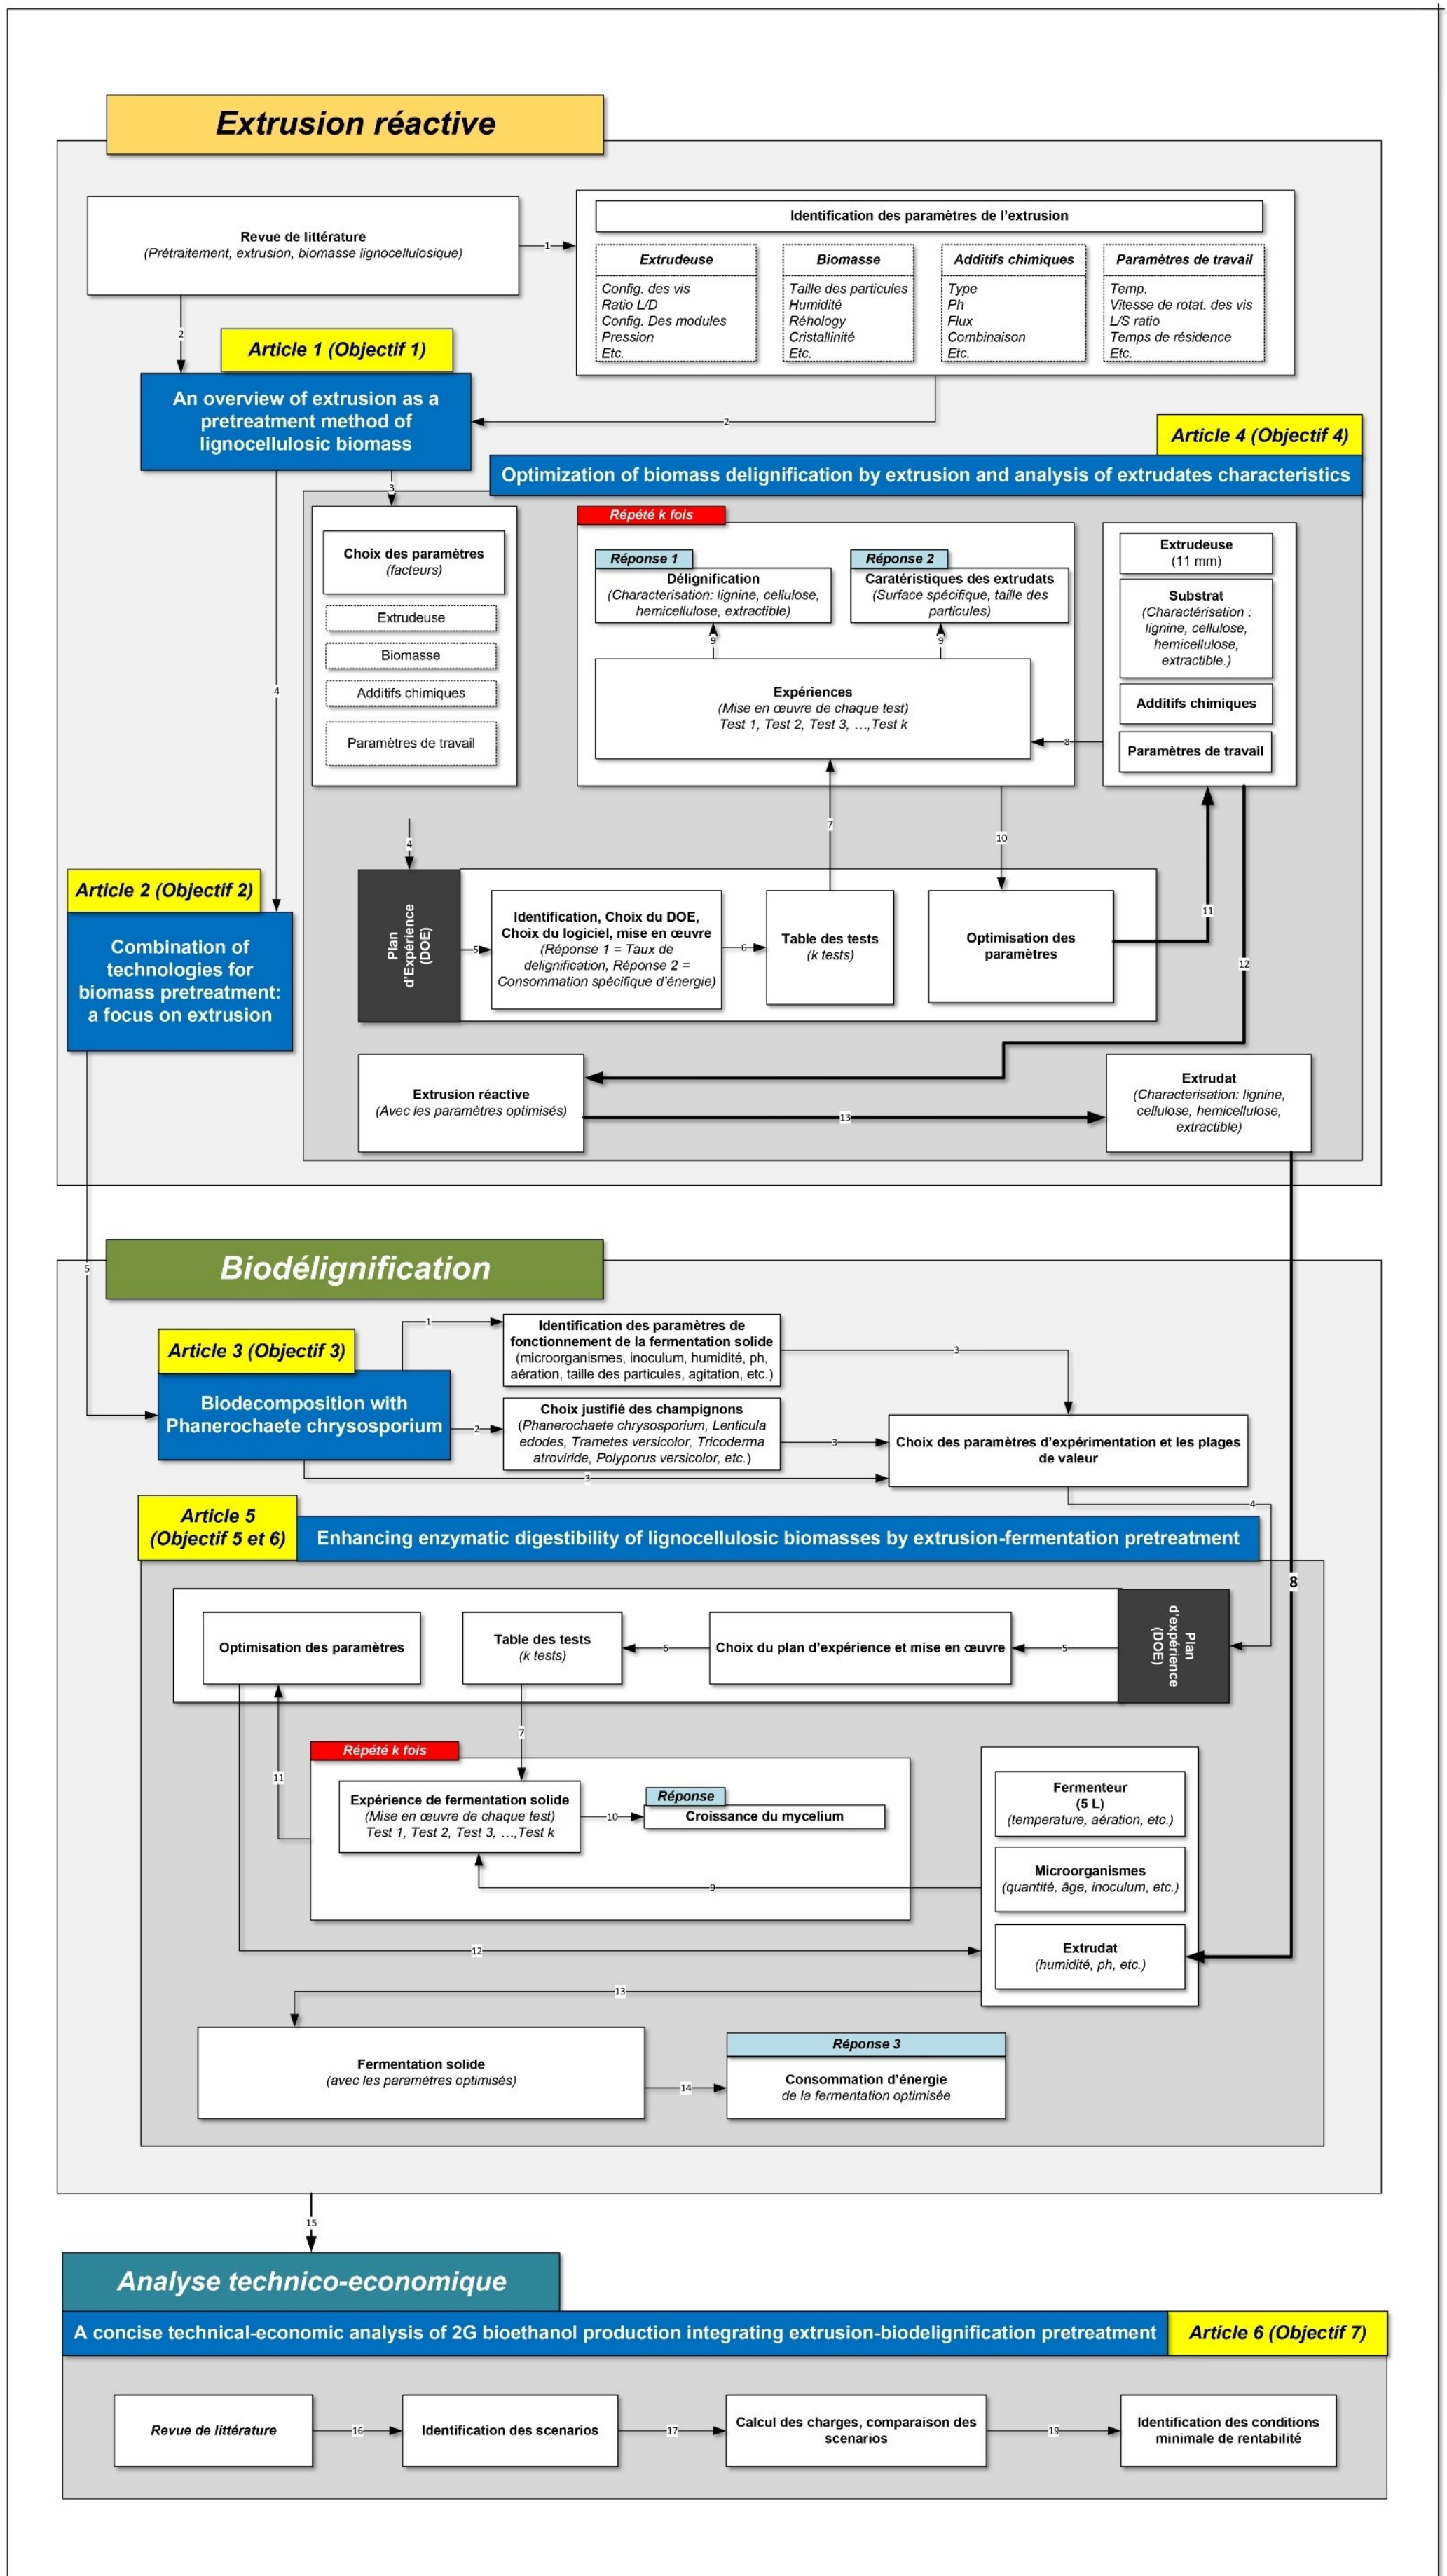 Extrusion réactive
Revue de littérature
(Prétraitement, extrusion, biomasse lignocellulosique)
1
Identification des paramètres de l'extrusion
Extrudeuse
Config. des vis
Ratio L/D
Config. Des modules
Pression
Etc.
Biomasse
Taille des particules
Humidité
Réhology
Cristallinité
Etc.
Additifs chimiques
Type
Ph
Flux
Combinaison
Etc.
Paramètres de travail
Temp.
Vitesse de rotat. des vis
L/S ratio
Temps de résidence
Etc.
2
Article 1 (Objectif 1)
An overview of extrusion as a
pretreatment method of
lignocellulosic biomass
2
Article 4 (Objectif 4)
Optimization of biomass delignification by extrusion and analysis of extrudates characteristics
3
Choix des paramètres
(facteurs)
Extrudeuse
Biomasse
Additifs chimiques
Paramètres de travail
4
Répété k fois
Réponse 1
Délignification
(Characterisation: lignine, cellulose,
hemicellulose, extractible)
Réponse 2
Caratéristiques des extrudats
(Surface spécifique, taille des
particules)
9
9
Expériences
(Mise en œuvre de chaque test)
Test 1, Test 2, Test 3, …,Test k
8
Extrudeuse
(11 mm)
Substrat
(Charactérisation :
lignine, cellulose,
hemicellulose,
extractible.)
Additifs chimiques
Paramètres de travail
4
7
10
11
12
Plan
d'Expérience
(DOE)
5
Identification, Choix du DOE,
Choix du logiciel, mise en œuvre
(Réponse 1 = Taux de
delignification, Réponse 2 =
Consommation spécifique d'énergie)
6
Table des tests
(k tests)
Optimisation des
paramètres
Article 2 (Objectif 2)
Combination of
technologies for
biomass pretreatment:
a focus on extrusion
Extrusion réactive
(Avec les paramètres optimisés)
13
Extrudat
(Characterisation: lignine,
cellulose, hemicellulose,
extractible)
Biodélignification
5
Article 3 (Objectif 3)
Biodecomposition with
Phanerochaete chrysosporium
1
Identification des paramètres de
fonctionnement de la fermentation solide
(microorganismes, inoculum, humidité, ph,
aération, taille des particules, agitation, etc.)
3
2
Choix justifié des champignons
(Phanerochaete chrysosporium, Lenticula
edodes, Trametes versicolor, Tricoderma
atroviride, Polyporus versicolor, etc.)
3
Choix des paramètres d'expérimentation et les plages
de valeur
3
4
Article 5
(Objectif 5 et 6)
Enhancing enzymatic digestibility of lignocellulosic biomasses by extrusion-fermentation pretreatment
8
Optimisation des paramètres
Table des tests
(k tests)
6
Choix du plan d'expérience et mise en œuvre
5
Plan
d'expérience
(DOE)
7
11
Répété k fois
Expérience de fermentation solide
(Mise en œuvre de chaque test)
Test 1, Test 2, Test 3, …,Test k
10
Réponse
Croissance du mycelium
9
Fermenteur
(5 L)
(temperature, aération, etc.)
Microorganismes
(quantité, âge, inoculum, etc.)
Extrudat
(humidité, ph, etc.)
12
13
Fermentation solide
(avec les paramètres optimisés)
14
Réponse 3
Consommation d'énergie
de la fermentation optimisée
15
Analyse technico-economique
A concise technical-economic analysis of 2G bioethanol production integrating extrusion-biodelignification pretreatment
Article 6 (Objectif 7)
Revue de littérature
16
Identification des scenarios
17
Calcul des charges, comparaison des
scenarios
19
Identification des conditions
minimale de rentabilité